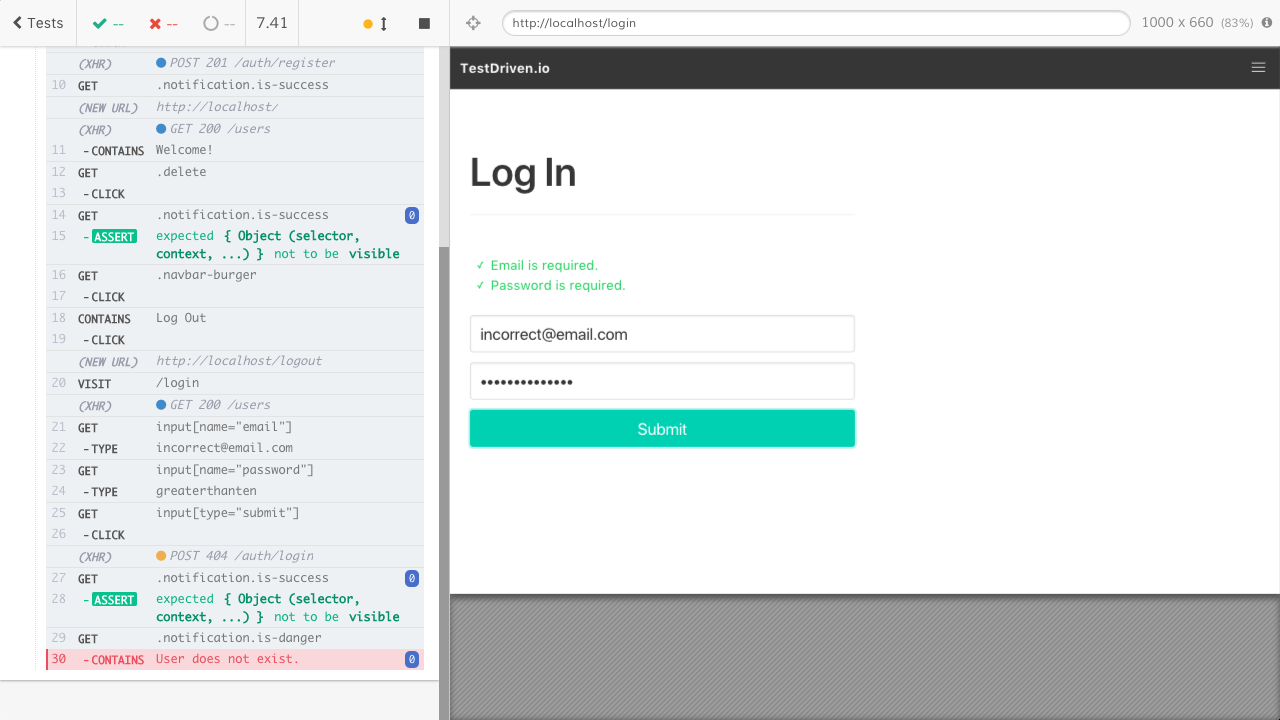 Tests
--
--
--
7.41
http://localhost/login
1000 x 660 (83%)
(XHR) POST 201 /auth/register
10 GET .notification.is-success
(NEW URL) http://localhost/
(XHR) GET 200 /users
11 -CONTAINS Welcome!
12 GET .delete
13 -CLICK
14 GET .notification.is-success 0
15 -ASSERT expected { Object (selector,
context, ...) } not to be visible
16 GET .navbar-burger
17 -CLICK
18 CONTAINS Log Out
19 -CLICK
(NEW URL) http://localhost/logout
20 VISIT /login
(XHR) GET 200 /users
21 GET input[name="email"]
22 -TYPE incorrect@email.com
23 GET input[name="password"]
24 -TYPE greaterthanten
25 GET input[type="submit"]
26 -CLICK
(XHR) POST 404 /auth/login
27 GET .notification.is-success 0
28 -ASSERT expected { Object (selector,
context, ...) } not to be visible
29 GET .notification.is-danger
30 -CONTAINS User does not exist. 0
TestDriven.io
Log In
✓ Email is required.
✓ Password is required.
incorrect@email.com
••••••••••••••
Submit